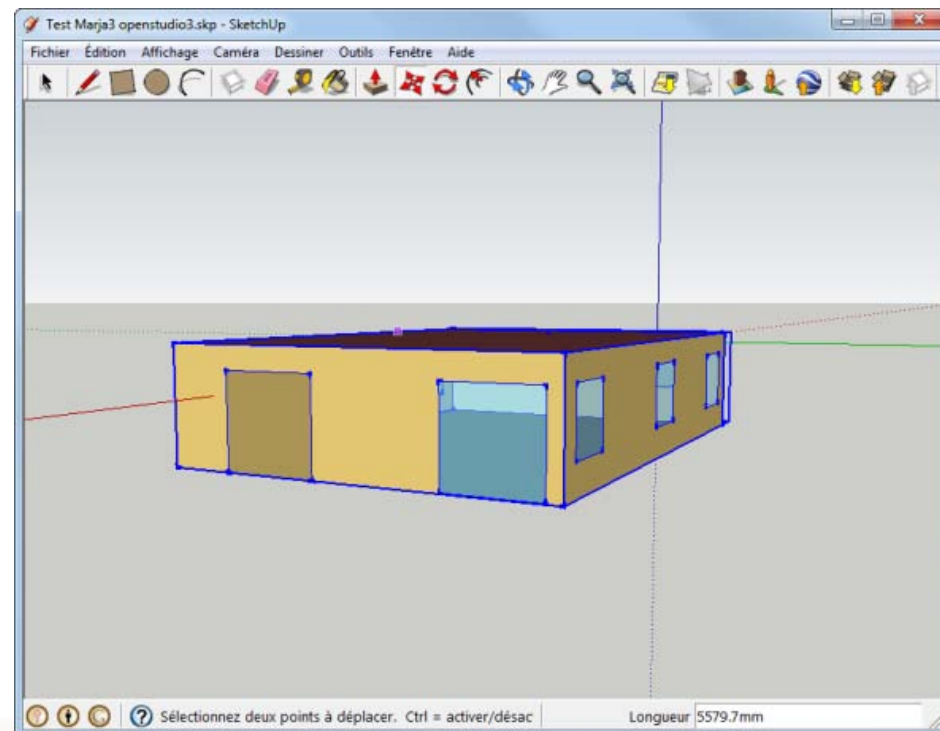 Test Marja3 openstudio3.skp - SketchUp
Fichier Édition Affichage Caméra Dessiner Outils Fenêtre Aide
Sélectionnez deux points à déplacer. Ctrl = activer/désac Longueur 5579.7mm